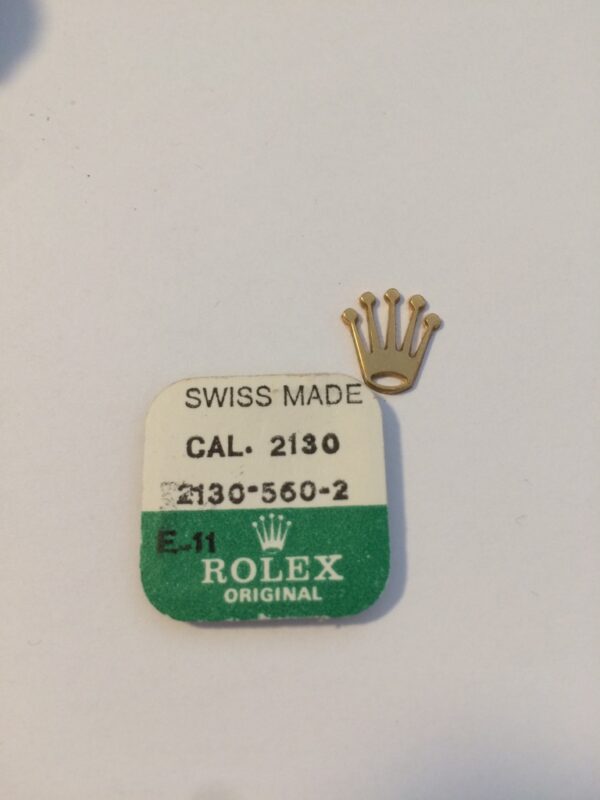 SWISS MADE
CAL. 2130
2130-560-2
E-11
ROLEX
ORIGINAL